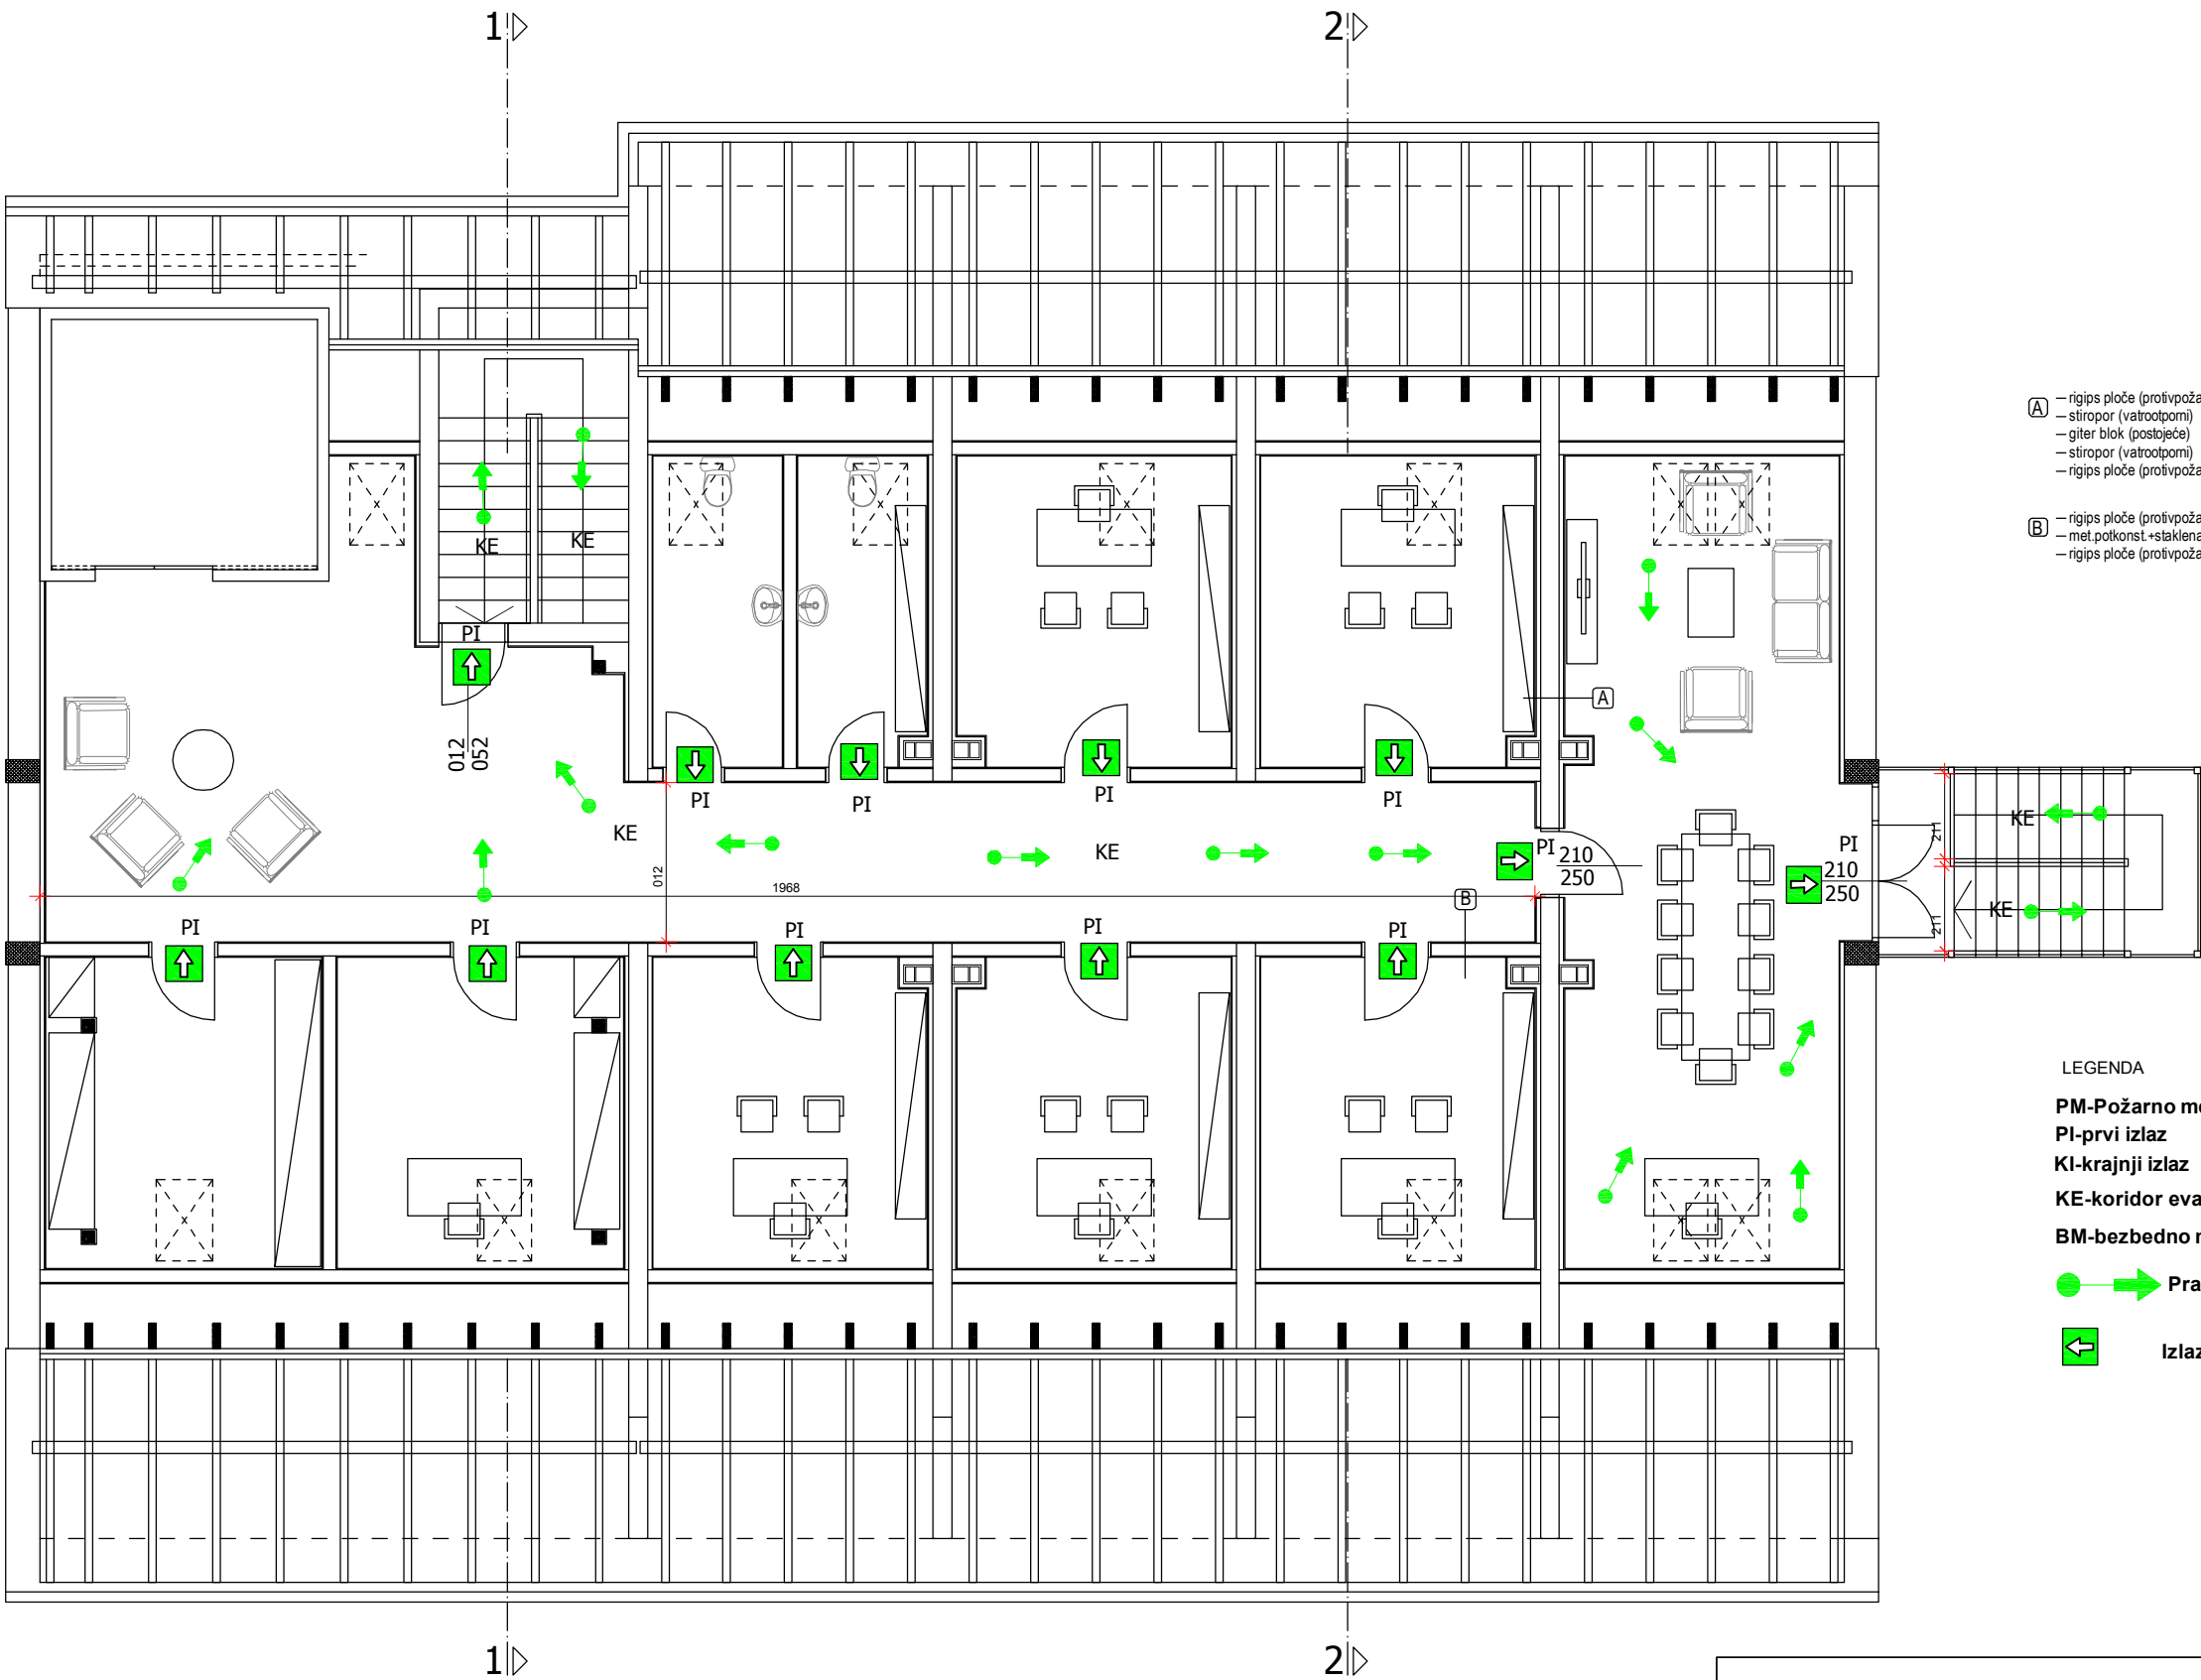 1
2
A
— rigips ploče (protivpoža
— stiropor (vatrootporni)
— giter blok (postojeće)
— stiropor (vatrootporni)
— rigips ploče (protivpoža
B
— rigips ploče (protivpoža
— met.potkonst.+staklena
— rigips ploče (protivpoža
KE
KE
PI
012
052
A
PI
PI
PI
PI
KE
KE
012
1968
PI
210
250
B
PI
210
250
KE
KE
211
211
PI
PI
PI
PI
PI
LEGENDA
PM-Požarno m
PI-prvi izlaz
KI-krajnji izlaz
KE-koridor eva
BM-bezbedno
Pra
Izlaz
1
2